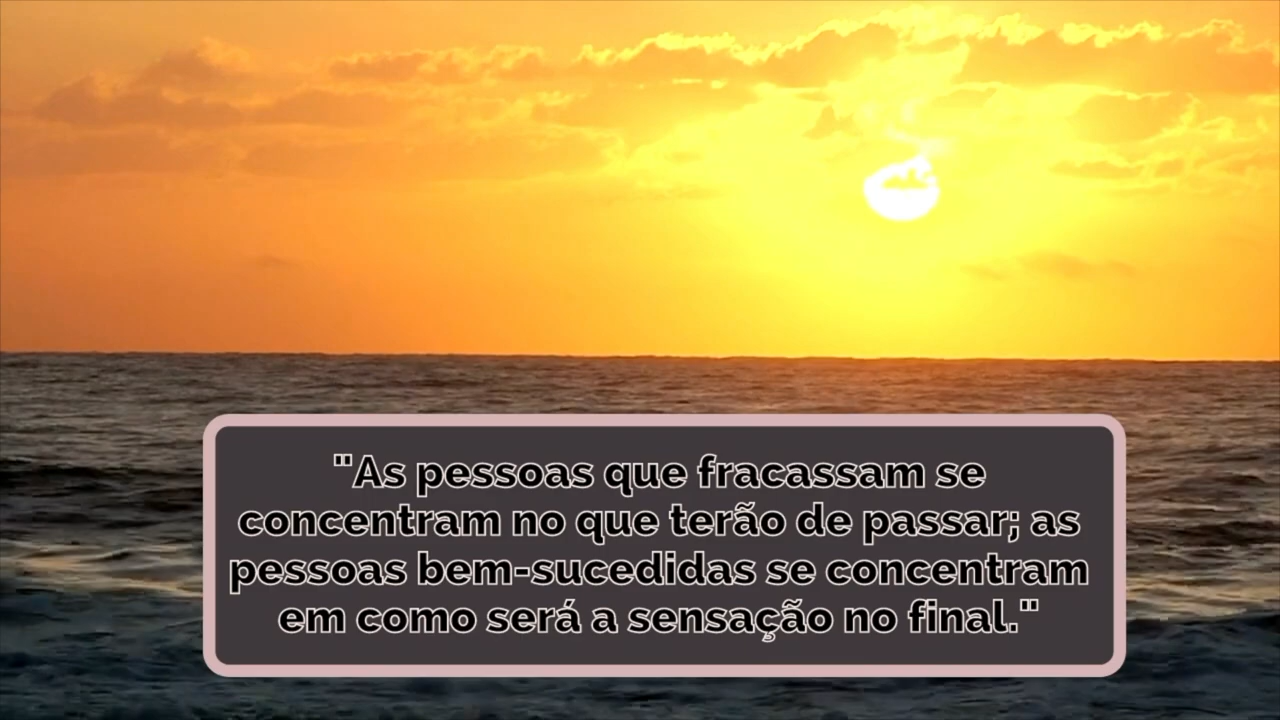 "As pessoas que fracassam se
concentram no que terão de passar; as
pessoas bem-sucedidas se concentram
em como será a sensação no final."